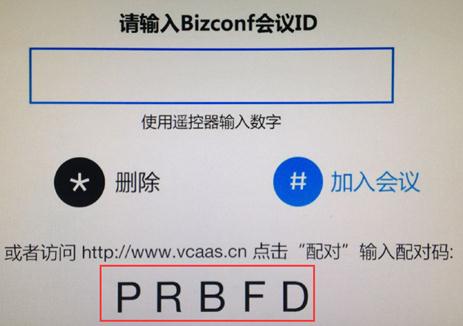 请输入Bizconf会议ID
使用遥控器输入数字
* 删除 # 加入会议
或者访问 http://www.vcaas.cn 点击“配对”输入配对码:
PRBFD